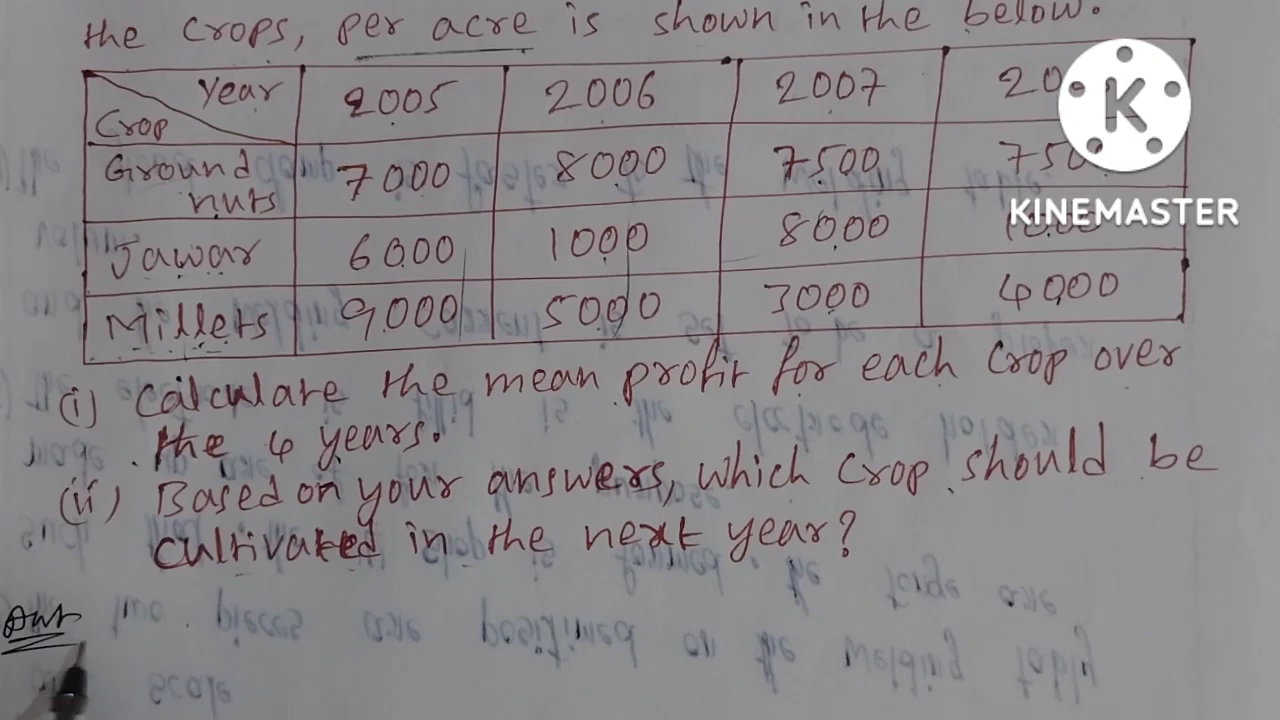 the crops, per acre is shown in the below.
Year 2005 2006 2007
Crop
Ground nuts 7000 8000 7500
Jawar 6000 1000 8000
Millets 9000 5000 3000 4000
(i) Calculate the mean profit for each crop over
the 4 years.
(ii) Based on your answers, which crop should be
cultivated in the next year?
Ans
K
KINEMASTER